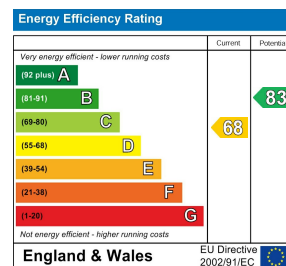 Energy Efficiency Rating
Current Potentia
Very energy efficient - lower running costs
(92 plus) A
(81-91) B
83
(69-80) C
68
(55-68) D
(39-54) E
(21-38) F
(1-20) G
Not energy efficient - higher running costs
England & Wales
EU Directive
2002/91/EC